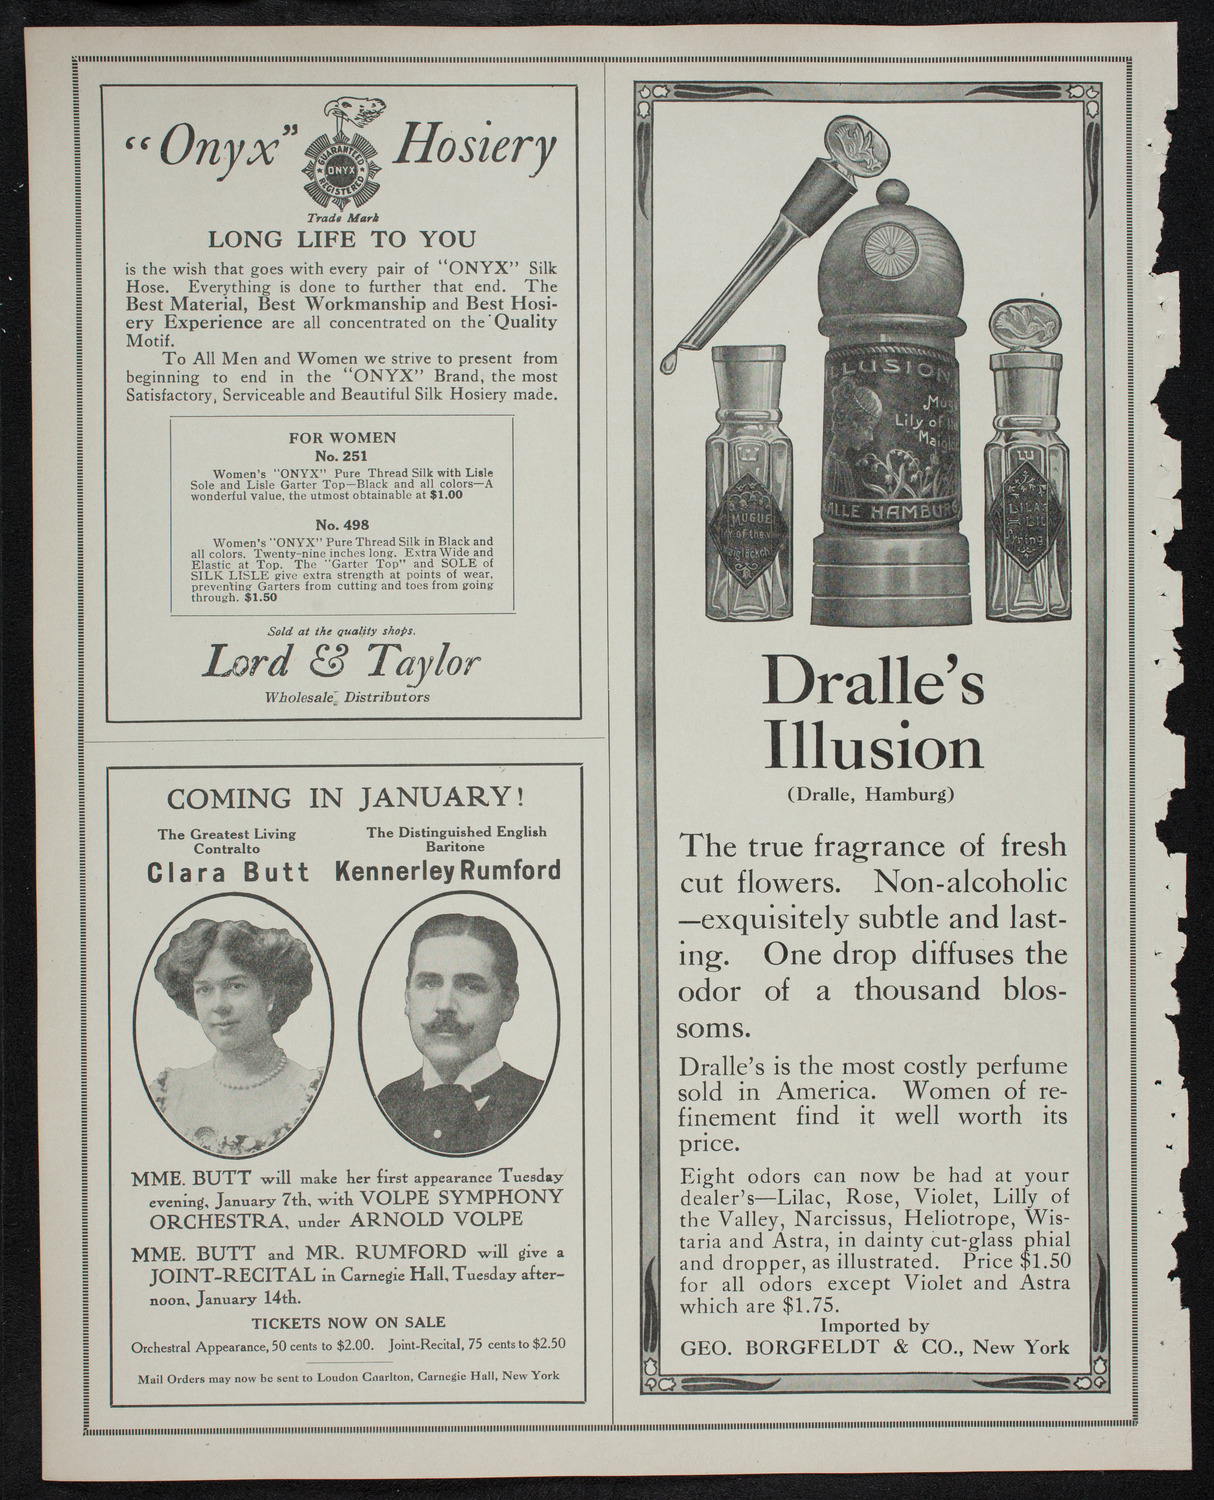 “Onyx” Hosiery
GUARANTEED
ONYX
REGISTERED
Trade Mark
LONG LIFE TO YOU
is the wish that goes with every pair of “ONYX” Silk
Hose. Everything is done to further that end. The
Best Material, Best Workmanship and Best Hosi-
ery Experience are all concentrated on the Quality
Motif.
To All Men and Women we strive to present from
beginning to end in the “ONYX” Brand, the most
Satisfactory, Serviceable and Beautiful Silk Hosiery made.
FOR WOMEN
No. 251
Women's “ONYX” Pure Thread Silk with Lisle
Sole and Lisle Garter Top—Black and all colors—A
wonderful value, the utmost obtainable at $1.00
No. 498
Women's “ONYX” Pure Thread Silk in Black and
all colors. Twenty-nine inches long. Extra Wide and
Elastic at Top. The “Garter Top” and SOLE of
SILK LISLE give extra strength at points of wear,
preventing Garters from cutting and toes from going
through. $1.50
Sold at the quality shops.
Lord & Taylor
Wholesale Distributors
COMING IN JANUARY!
The Greatest Living
Contralto
Clara Butt
The Distinguished English
Baritone
Kennerley Rumford
MME. BUTT will make her first appearance Tuesday
evening, January 7th, with VOLPE SYMPHONY
ORCHESTRA, under ARNOLD VOLPE
MME. BUTT and MR. RUMFORD will give a
JOINT-RECITAL in Carnegie Hall, Tuesday after-
noon, January 14th.
TICKETS NOW ON SALE
Orchestral Appearance, 50 cents to $2.00. Joint-Recital, 75 cents to $2.50
Mail Orders may now be sent to Loudon Cnarlton, Carnegie Hall, New York
ILLUSION
Lily of
HAMBURG
MUGUE
LILAS
Syring
Dralle's
Illusion
(Dralle, Hamburg)
The true fragrance of fresh
cut flowers. Non-alcoholic
—exquisitely subtle and last-
ing. One drop diffuses the
odor of a thousand blos-
soms.
Dralle's is the most costly perfume
sold in America. Women of re-
finement find it well worth its
price.
Eight odors can now be had at your
dealer's—Lilac, Rose, Violet, Lilly of
the Valley, Narcissus, Heliotrope, Wis-
taria and Astra, in dainty cut-glass phial
and dropper, as illustrated. Price $1.50
for all odors except Violet and Astra
which are $1.75.
Imported by
GEO. BORGFELDT & CO., New York